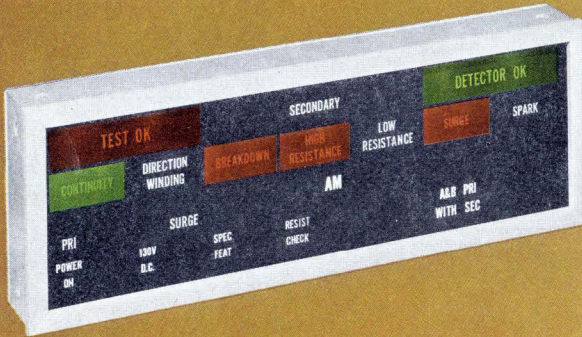 DETECTOR OK
SECONDARY
TEST OK
SURGE
SPARK
LOW
RESISTANCE
HIGH
RESISTANCE
BREAKDOWN
DIRECTION
WINDING
CONTINUITY
AM
A&B PRI
WITH SEC
SURGE
RESIST
CHECK
SPEC
FEAT
130V
D.C.
PRI
POWER
ON